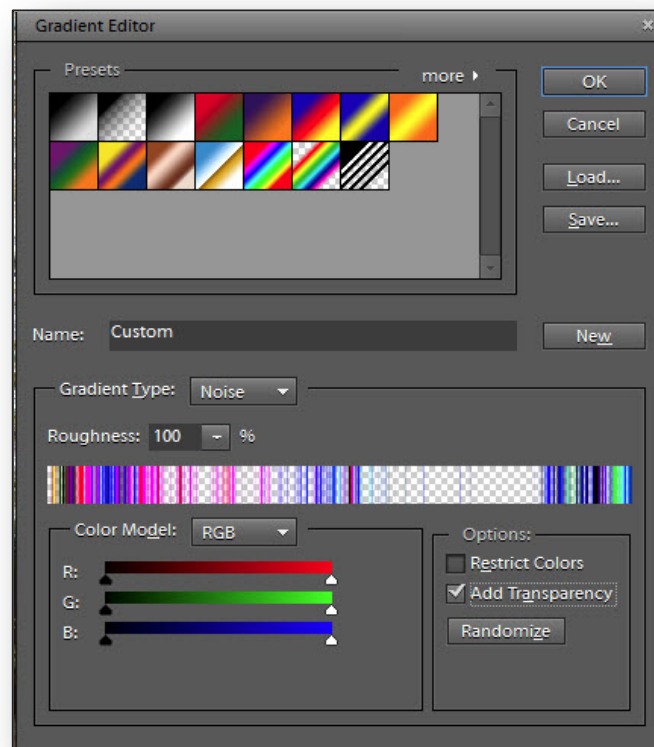 Gradient Editor
Presets
more
OK
Cancel
Load...
Save...
Name: Custom
New
Gradient Type: Noise
Roughness: 100 %
Color Model: RGB
R:
G:
B:
Options:
Restrict Colors
Add Transparency
Randomize